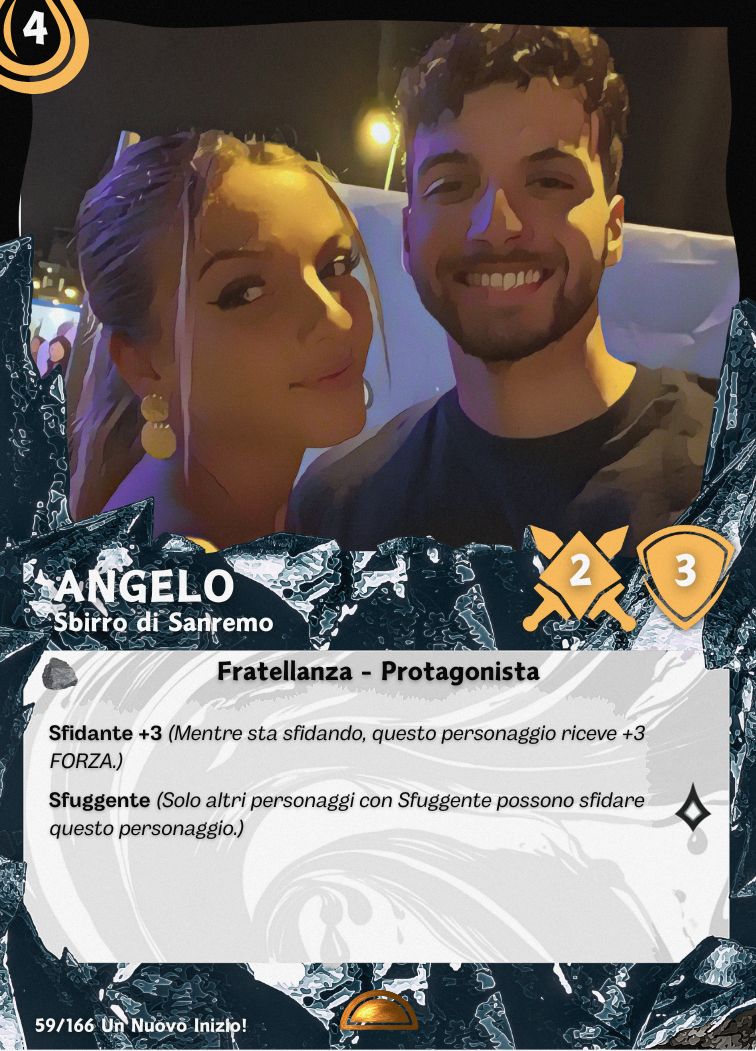 4
ANGELO
Sbirro di Sanremo
2
3
Fratellanza - Protagonista
Sfidante +3 (Mentre sta sfidando, questo personaggio riceve +3
FORZA.)
Sfuggente (Solo altri personaggi con Sfuggente possono sfidare
questo personaggio.)
59/166 Un Nuovo Inizio!